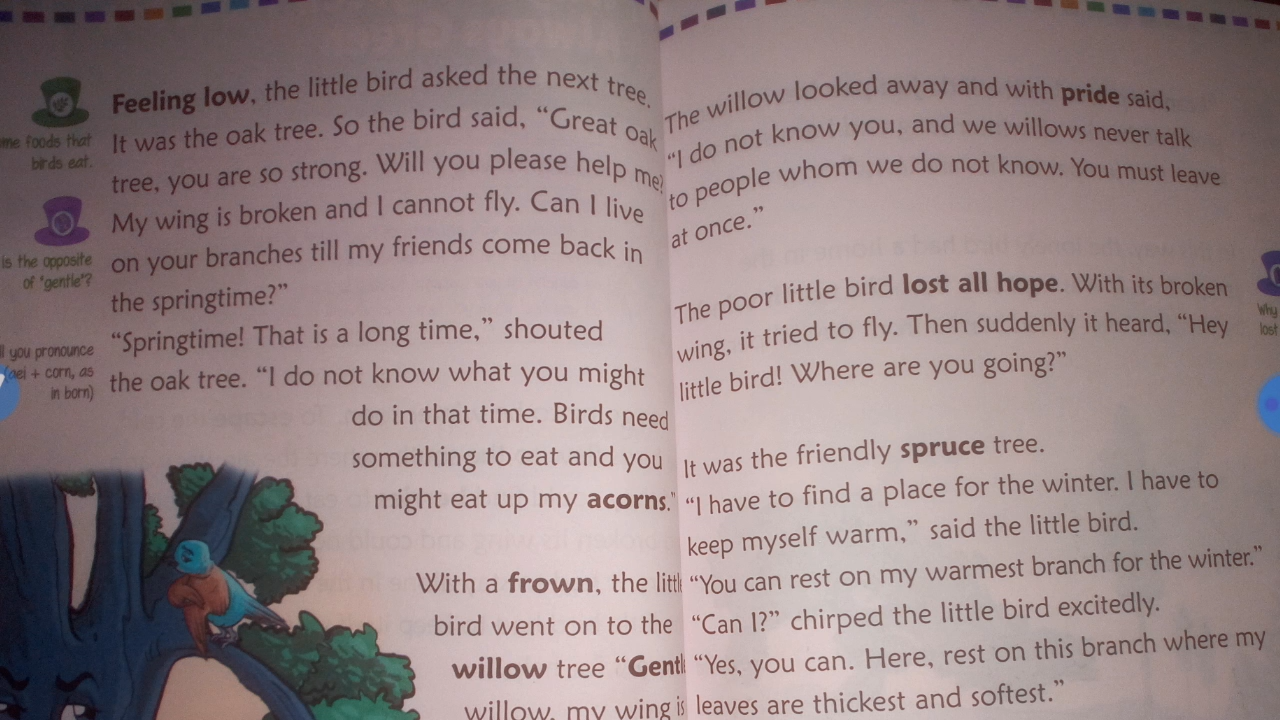 me foods that
birds eat.
is the opposite
of "gentle"?
you pronounce
corn, as
in born)
Feeling low, the little bird asked the next tree.
It was the oak tree. So the bird said, “Great oak
tree, you are so strong. Will you please help me?
My wing is broken and I cannot fly. Can I live
on your branches till my friends come back in
the springtime?”
“Springtime! That is a long time,” shouted
the oak tree. “I do not know what you might
do in that time. Birds need
something to eat and you
might eat up my acorns.”
With a frown, the littl
bird went on to the
willow tree “Gentl
willow, my wing is
The willow looked away and with pride said,
“I do not know you, and we willows never talk
to people whom we do not know. You must leave
at once.”
The poor little bird lost all hope. With its broken
wing, it tried to fly. Then suddenly it heard, “Hey
little bird! Where are you going?”
It was the friendly spruce tree.
“I have to find a place for the winter. I have to
keep myself warm,” said the little bird.
“You can rest on my warmest branch for the winter.”
“Can I?” chirped the little bird excitedly.
“Yes, you can. Here, rest on this branch where my
leaves are thickest and softest.”
Why
lost